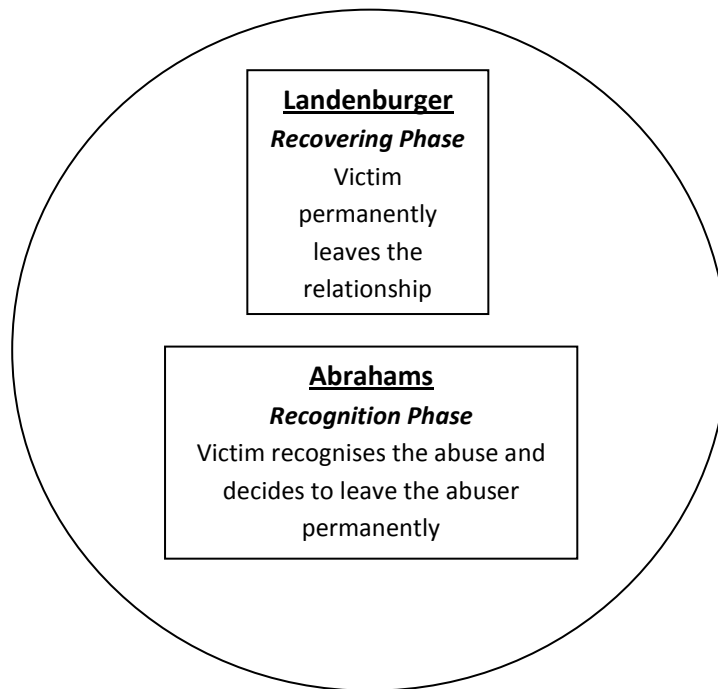 Landenburger
Recovering Phase
Victim
permanently
leaves the
relationship
Abrahams
Recognition Phase
Victim recognises the abuse and
decides to leave the abuser
permanently